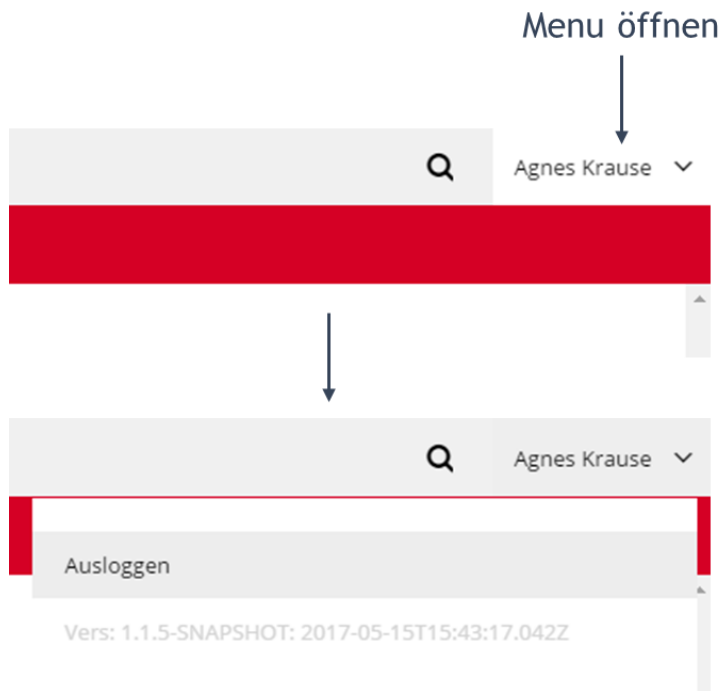 Menu öffnen
Agnes Krause
Agnes Krause
Ausloggen
Vers: 1.1.5-SNAPSHOT: 2017-05-15T15:43:17.042Z